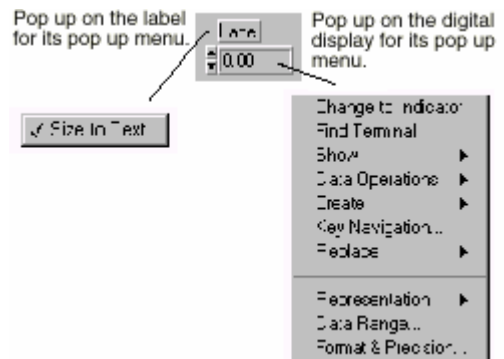 Pop up on the label
for its pop up menu.
Pop up on the digital
display for its pop up
menu.
0.00
✓ Size to Text
Change to Indicator
Find Terminal
Show
Data Operations
Create
Key Navigation...
Replace
Representation
Data Range...
Format & Precision...